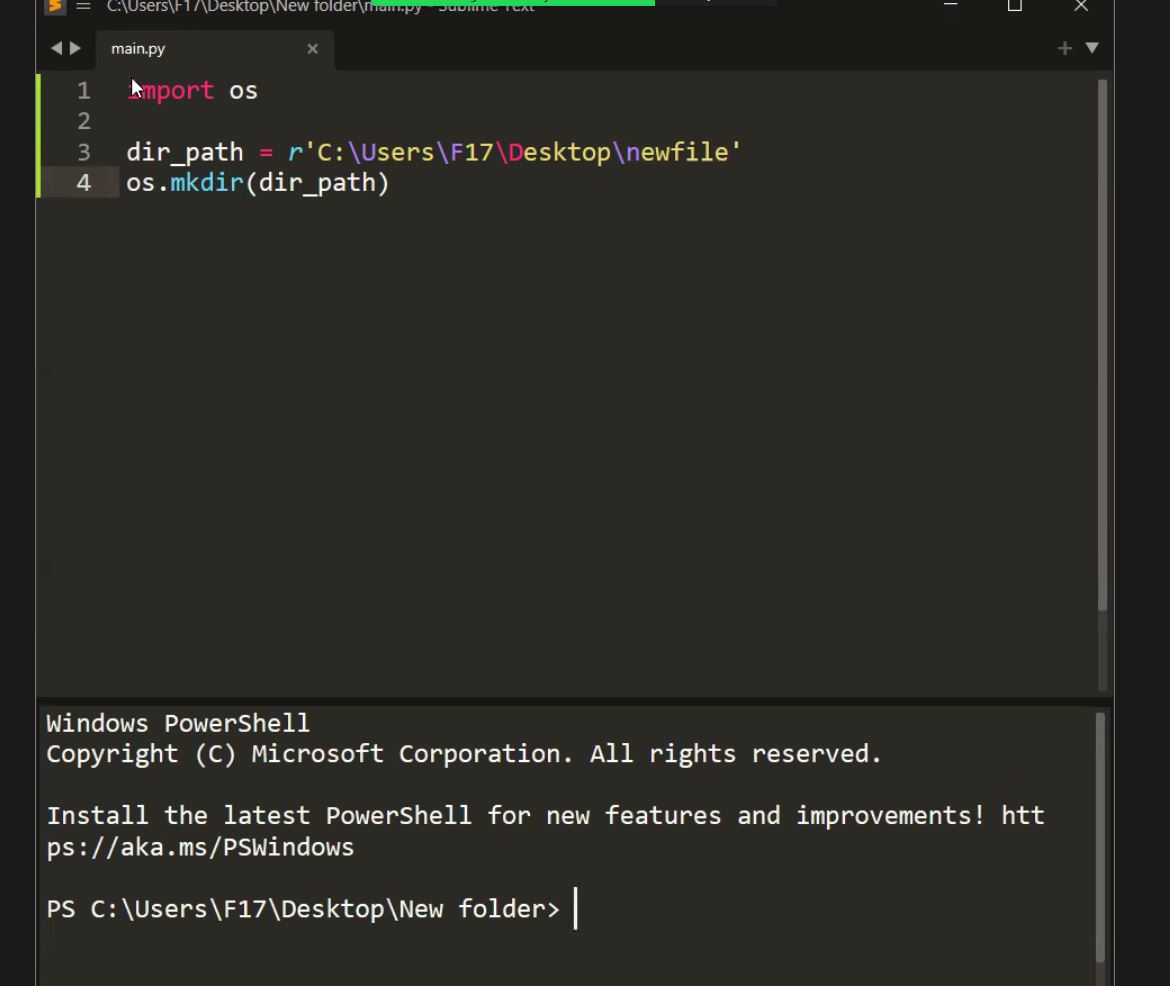 C:\Users\F17\Desktop\New folder\main.py - Sublime Text
main.py
1 import os
2
3 dir_path = r'C:\Users\F17\Desktop\newfile'
4 os.mkdir(dir_path)
Windows PowerShell
Copyright (C) Microsoft Corporation. All rights reserved.
Install the latest PowerShell for new features and improvements! htt
ps://aka.ms/PSWindows
PS C:\Users\F17\Desktop\New folder>